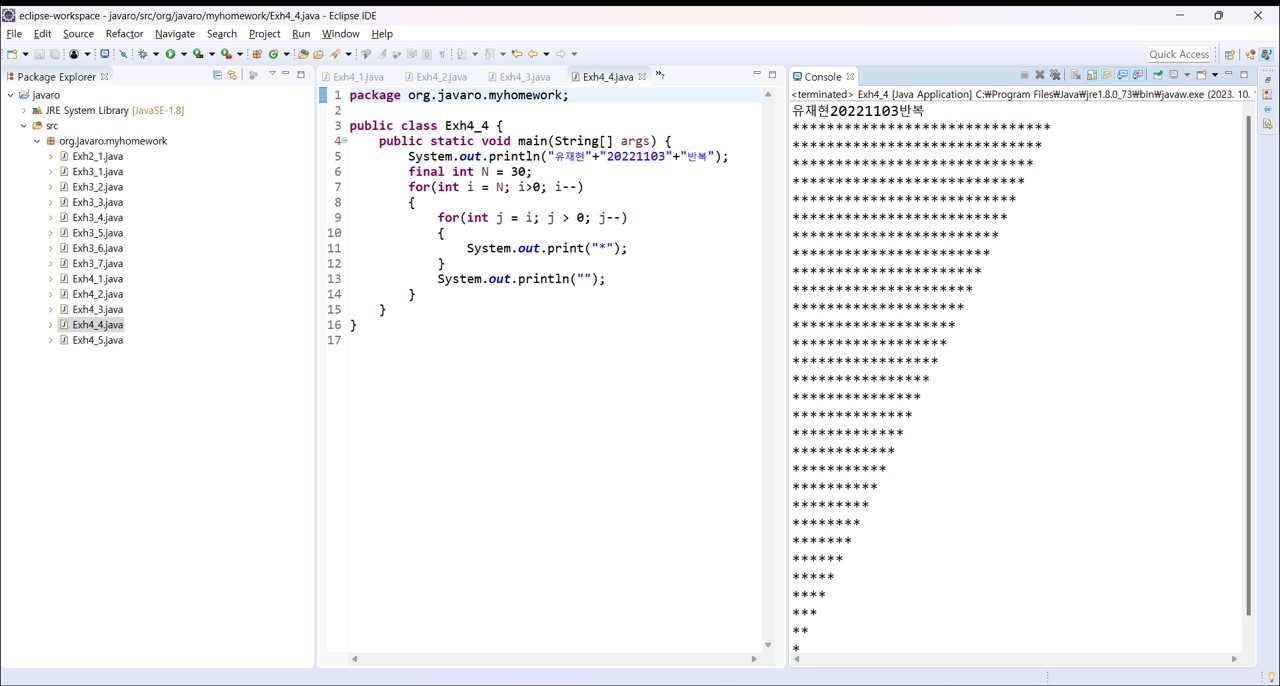 eclipse-workspace - javaro/src/org/javaro/myhomework/Exh4_4.java - Eclipse IDE
File Edit Source Refactor Navigate Search Project Run Window Help
Quick Access
Package Explorer
javaro
JRE System Library [JavaSE-1.8]
src
org.javaro.myhomework
Exh2_1.java
Exh3_1.java
Exh3_2.java
Exh3_3.java
Exh3_4.java
Exh3_5.java
Exh3_6.java
Exh3_7.java
Exh4_1.java
Exh4_2.java
Exh4_3.java
Exh4_4.java
Exh4_5.java
Exh4_1.java Exh4_2.java Exh4_3.java Exh4_4.java »7
1 package org.javaro.myhomework;
2
3 public class Exh4_4 {
4 public static void main(String[] args) {
5 System.out.println("유재현"+"20221103"+"반복");
6 final int N = 30;
7 for(int i = N; i>0; i--)
8 {
9 for(int j = i; j > 0; j--)
10 {
11 System.out.print("*");
12 }
13 System.out.println("");
14 }
15 }
16 }
17
Console
<terminated> Exh4_4 [Java Application] C:₩Program Files₩Java₩jre1.8.0_73₩bin₩javaw.exe (2023. 10.
유재현20221103반복
******************************
*****************************
****************************
***************************
**************************
*************************
************************
***********************
**********************
*********************
********************
*******************
******************
*****************
****************
***************
**************
*************
************
***********
**********
*********
********
*******
******
*****
****
***
**
*